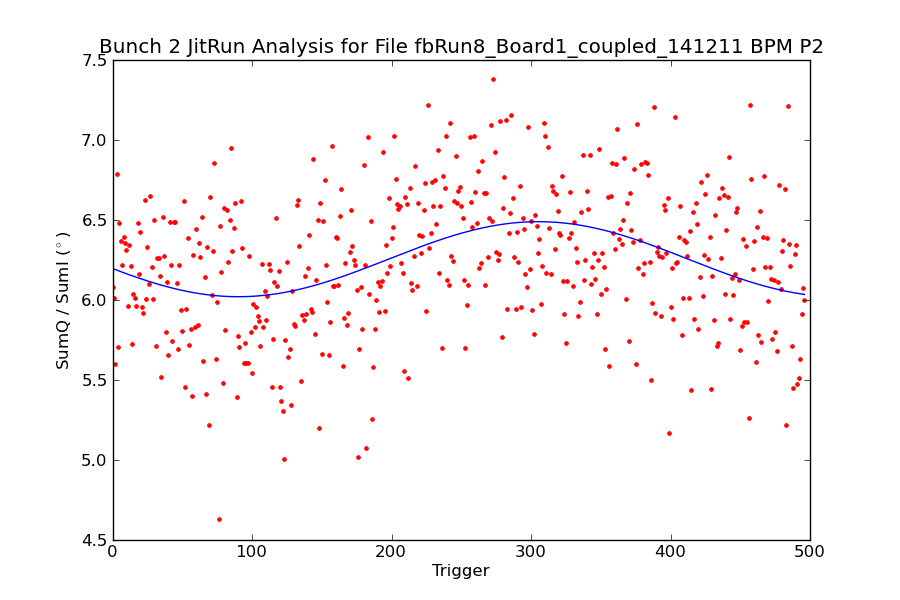 Bunch 2 JitRun Analysis for File fbRun8_Board1_coupled_141211 BPM P2
7.5
7.0
6.5
6.0
5.5
5.0
4.5
SumQ / SumI (°)
0 100 200 300 400 500
Trigger